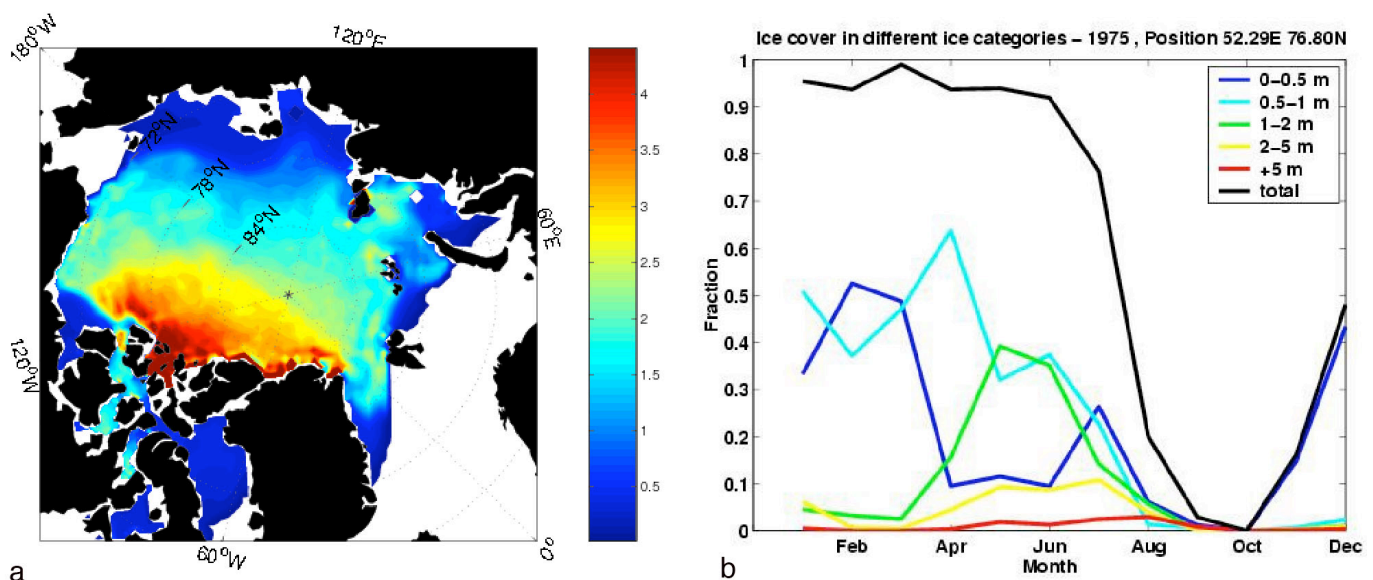 180°W
120°E
72°N
78°N
84°N
60°E
120°W
60°W
0°
4
3.5
3
2.5
2
1.5
1
0.5
a
Ice cover in different ice categories – 1975 , Position 52.29E 76.80N
1
0.9
0.8
0.7
0.6
0.5
0.4
0.3
0.2
0.1
0
Fraction
0–0.5 m
0.5–1 m
1–2 m
2–5 m
+5 m
total
Feb
Apr
Jun
Aug
Oct
Dec
Month
b